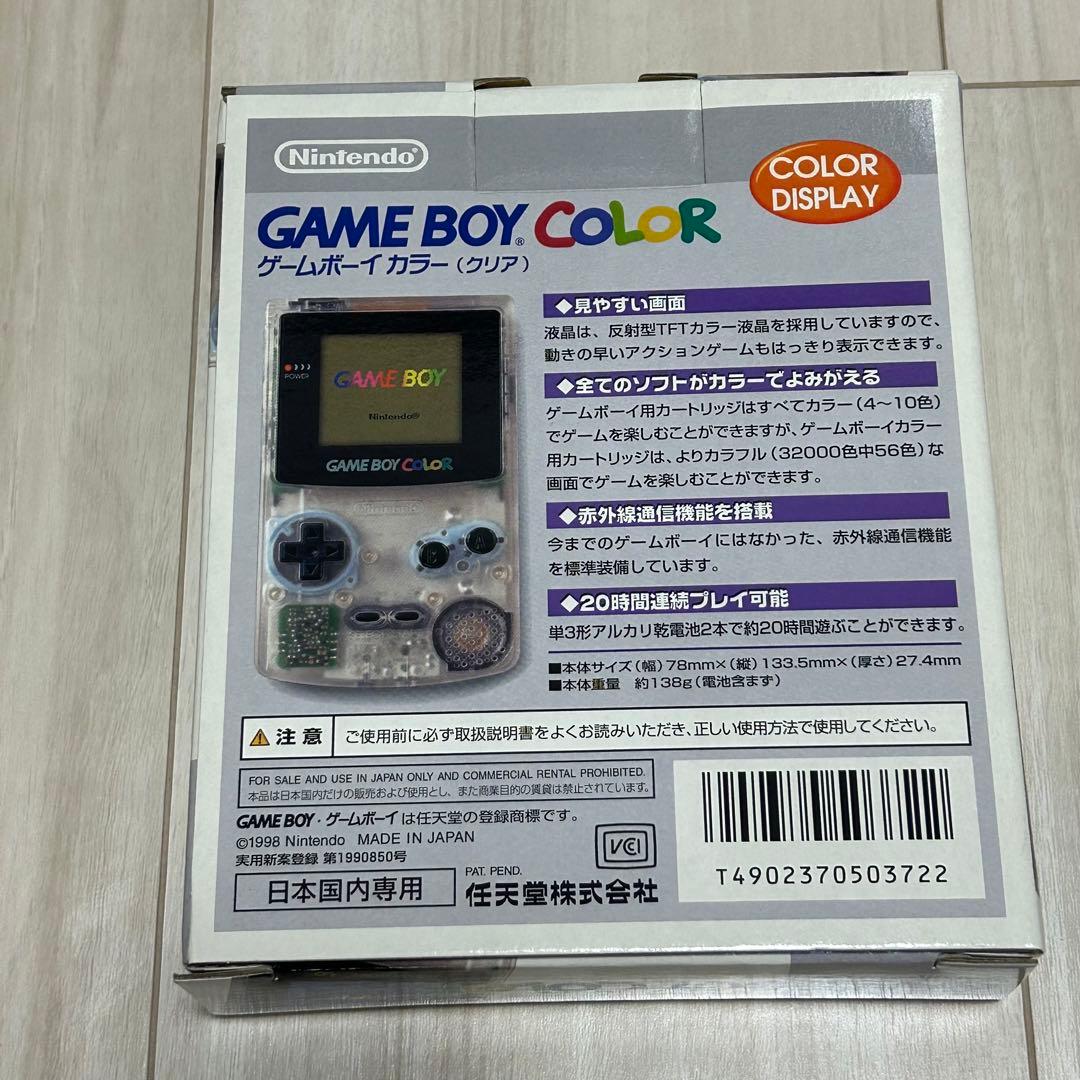 Nintendo®
COLOR
DISPLAY
GAME BOY® COLOR
ゲームボーイ カラー(クリア)
POWER
GAME BOY
Nintendo®
GAME BOY COLOR
Nintendo
B
A
◆見やすい画面
液晶は、反射型TFTカラー液晶を採用していますので、
動きの早いアクションゲームもはっきり表示できます。
◆全てのソフトがカラーでよみがえる
ゲームボーイ用カートリッジはすべてカラー(4〜10色)
でゲームを楽しむことができますが、ゲームボーイカラー
用カートリッジは、よりカラフル(32000色中56色)な
画面でゲームを楽しむことができます。
◆赤外線通信機能を搭載
今までのゲームボーイにはなかった、赤外線通信機能
を標準装備しています。
◆20時間連続プレイ可能
単3形アルカリ乾電池2本で約20時間遊ぶことができます。
■本体サイズ(幅)78mm×(縦)133.5mm×(厚さ)27.4mm
■本体重量 約138g(電池含まず)
注意
ご使用前に必ず取扱説明書をよくお読みいただき、正しい使用方法で使用してください。
FOR SALE AND USE IN JAPAN ONLY AND COMMERCIAL RENTAL PROHIBITED.
本品は日本国内だけの販売および使用とし、また商業目的の賃貸は禁止されています。
GAME BOY・ゲームボーイは任天堂の登録商標です。
©1998 Nintendo MADE IN JAPAN
実用新案登録 第1990850号
日本国内専用
PAT. PEND.
任天堂株式会社
VCI
T4902370503722